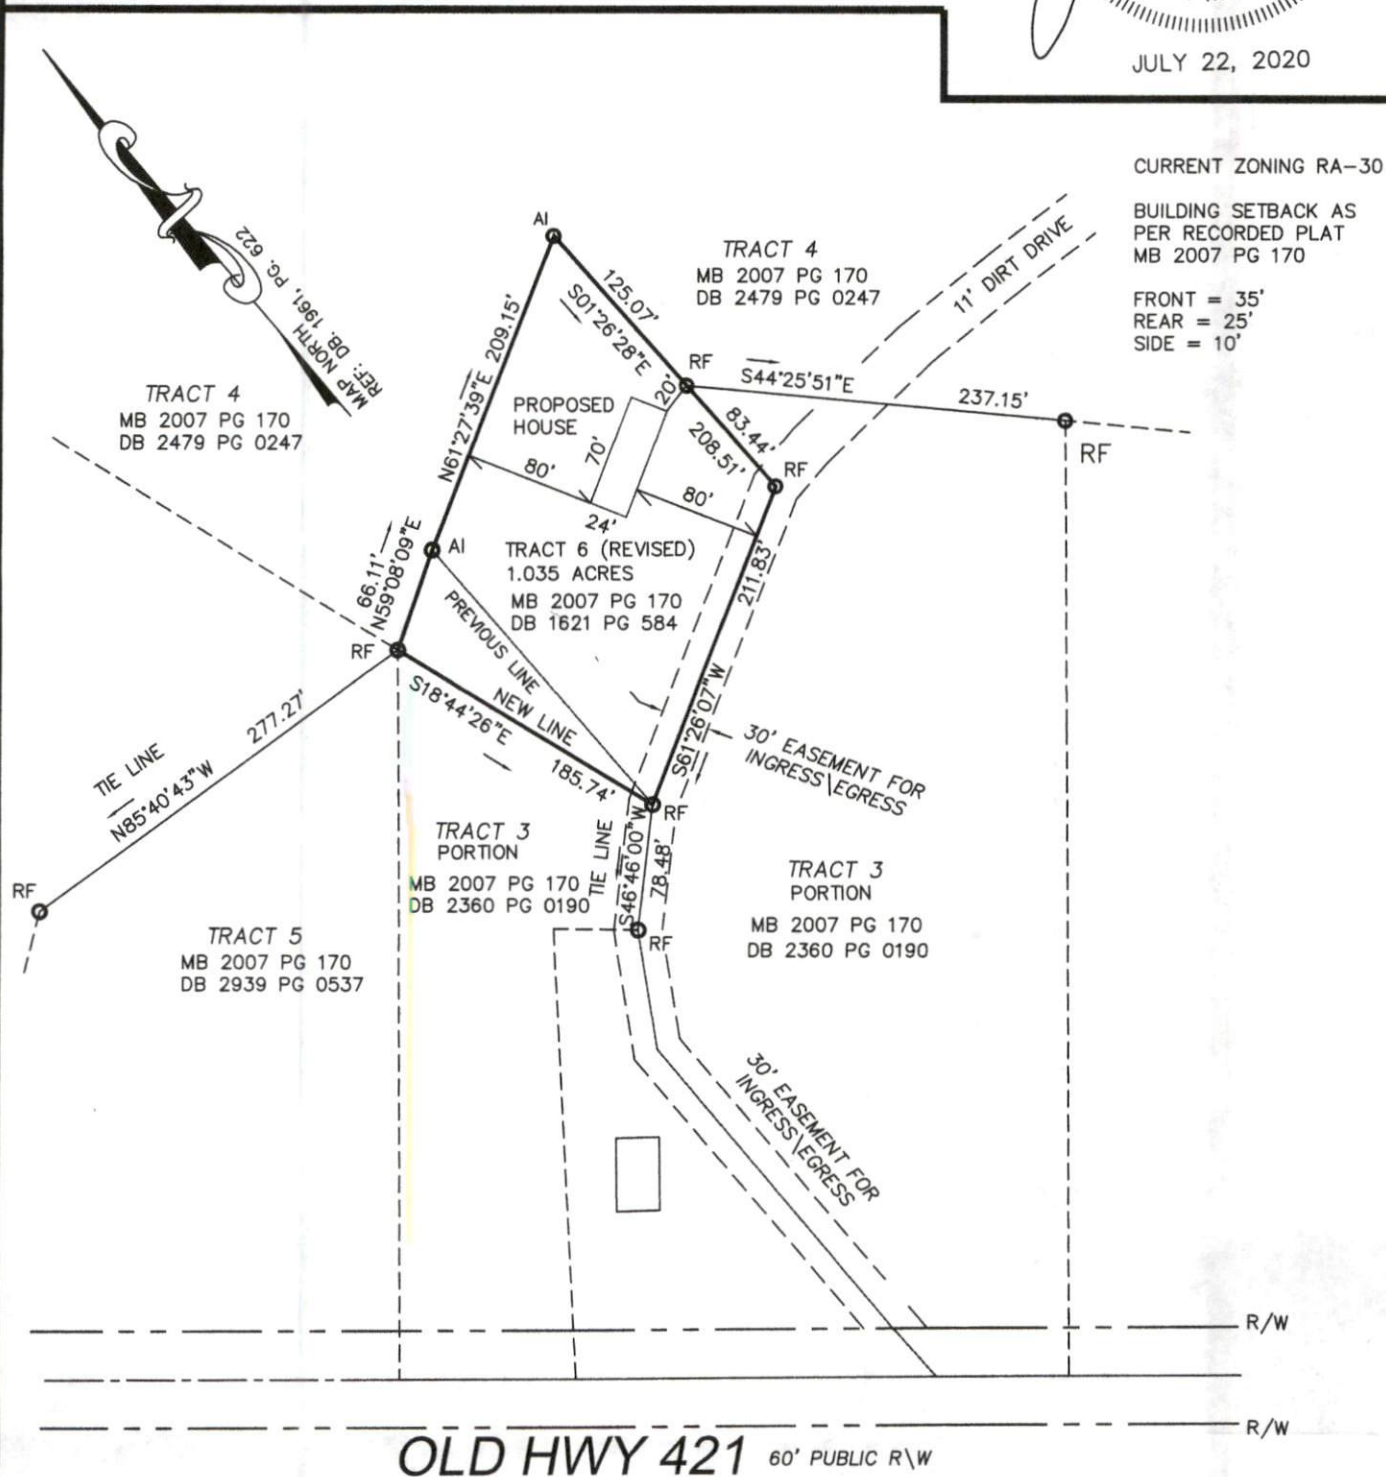 JULY 22, 2020
CURRENT ZONING RA-30
BUILDING SETBACK AS
PER RECORDED PLAT
MB 2007 PG 170
FRONT = 35'
REAR = 25'
SIDE = 10'
MAP NORTH
REF: DB. 1961, PG. 622
AI
TRACT 4
MB 2007 PG 170
DB 2479 PG 0247
11' DIRT DRIVE
125.07'
S01°26'28"E
N61°27'39"E 209.15'
RF
S44°25'51"E
237.15'
RF
TRACT 4
MB 2007 PG 170
DB 2479 PG 0247
PROPOSED
HOUSE
20'
70'
80'
24'
80'
83.44'
208.51'
RF
66.11'
N59°08'09"E
AI
TRACT 6 (REVISED)
1.035 ACRES
MB 2007 PG 170
DB 1621 PG 584
211.83'
S61°26'07"W
PREVIOUS LINE
NEW LINE
RF
S18°44'26"E
185.74'
277.27'
TIE LINE
N85°40'43"W
30' EASEMENT FOR
INGRESS\EGRESS
RF
TRACT 3
PORTION
MB 2007 PG 170
DB 2360 PG 0190
TIE LINE
S46°46'00"W
78.48'
RF
TRACT 3
PORTION
MB 2007 PG 170
DB 2360 PG 0190
RF
TRACT 5
MB 2007 PG 170
DB 2939 PG 0537
30' EASEMENT FOR
INGRESS\EGRESS
R/W
R/W
OLD HWY 421 60' PUBLIC R\W